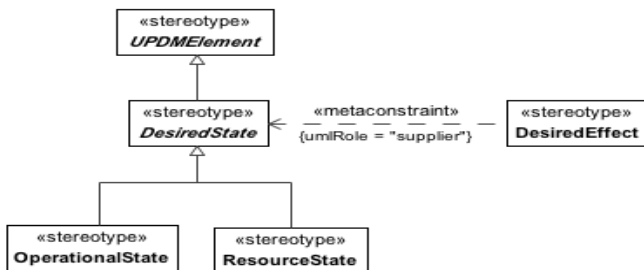 «stereotype»
UPDMElement
«stereotype»
DesiredState
«metaconstraint»
{umlRole = "supplier"}
«stereotype»
DesiredEffect
«stereotype»
OperationalState
«stereotype»
ResourceState